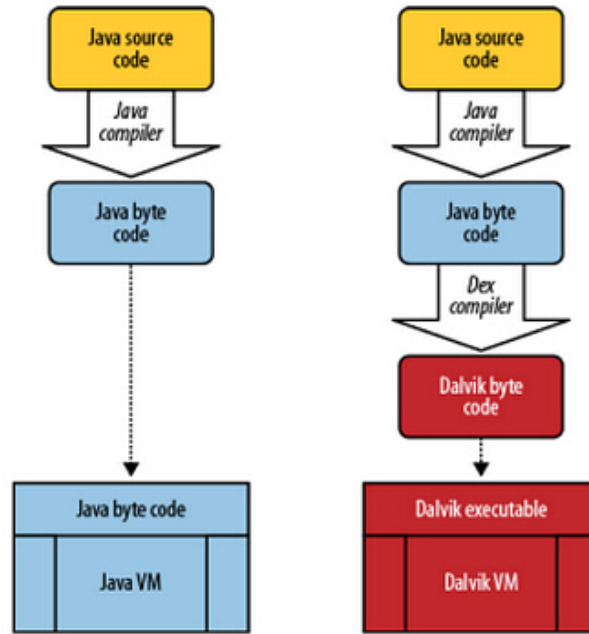 Java source
code
Java
compiler
Java byte
code
Java byte code
Java VM
Java source
code
Java
compiler
Java byte
code
Dex
compiler
Dalvik byte
code
Dalvik executable
Dalvik VM